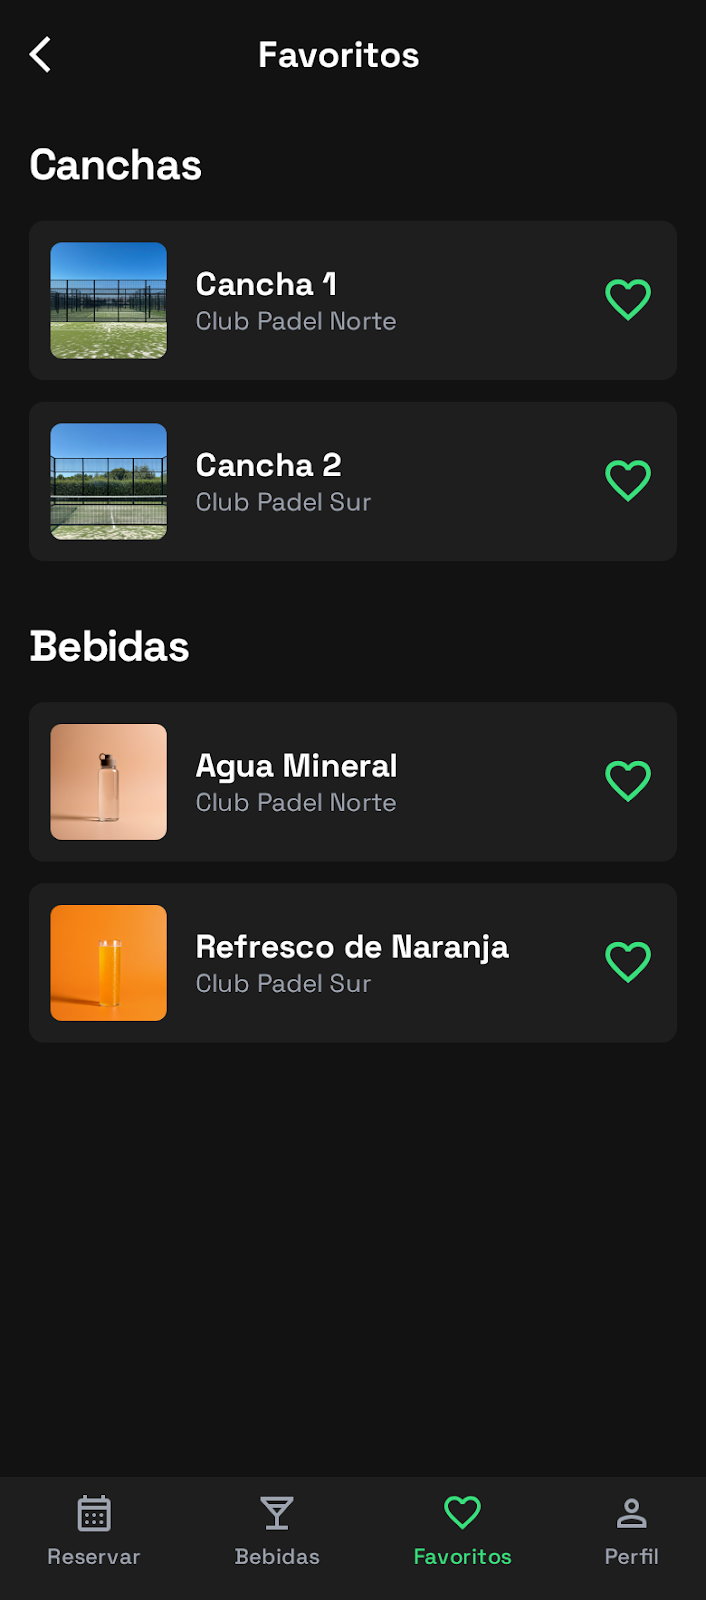 Favoritos
Canchas
Cancha 1
Club Padel Norte
Cancha 2
Club Padel Sur
Bebidas
Agua Mineral
Club Padel Norte
Refresco de Naranja
Club Padel Sur
Reservar
Bebidas
Favoritos
Perfil